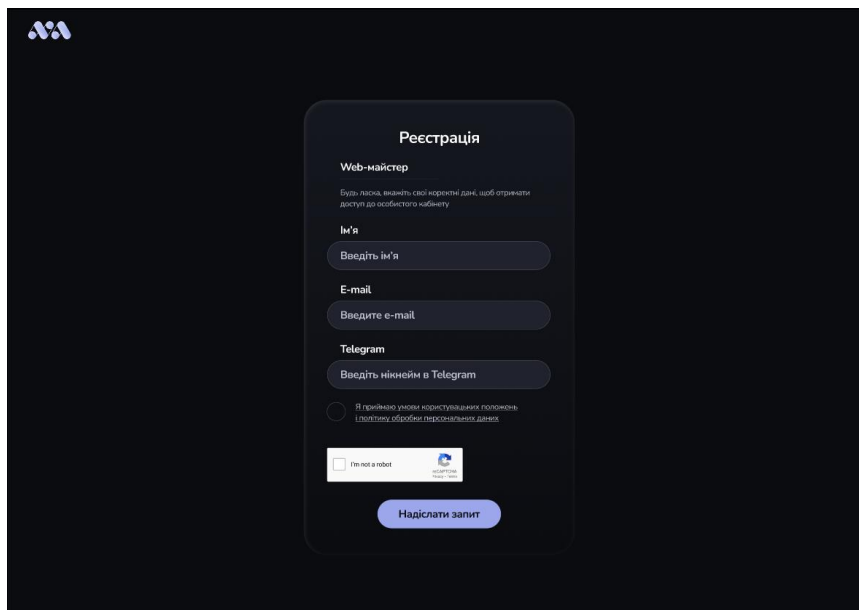 Реєстрація
Web-майстер
Будь ласка, вкажіть свої коректні дані, щоб отримати
доступ до особистого кабінету
Ім'я
Введіть ім'я
E-mail
Введите e-mail
Telegram
Введіть нікнейм в Telegram
Я приймаю умови користувацьких положень
і політику обробки персональних даних
I'm not a robot
reCAPTCHA
Privacy - Terms
Надіслати запит